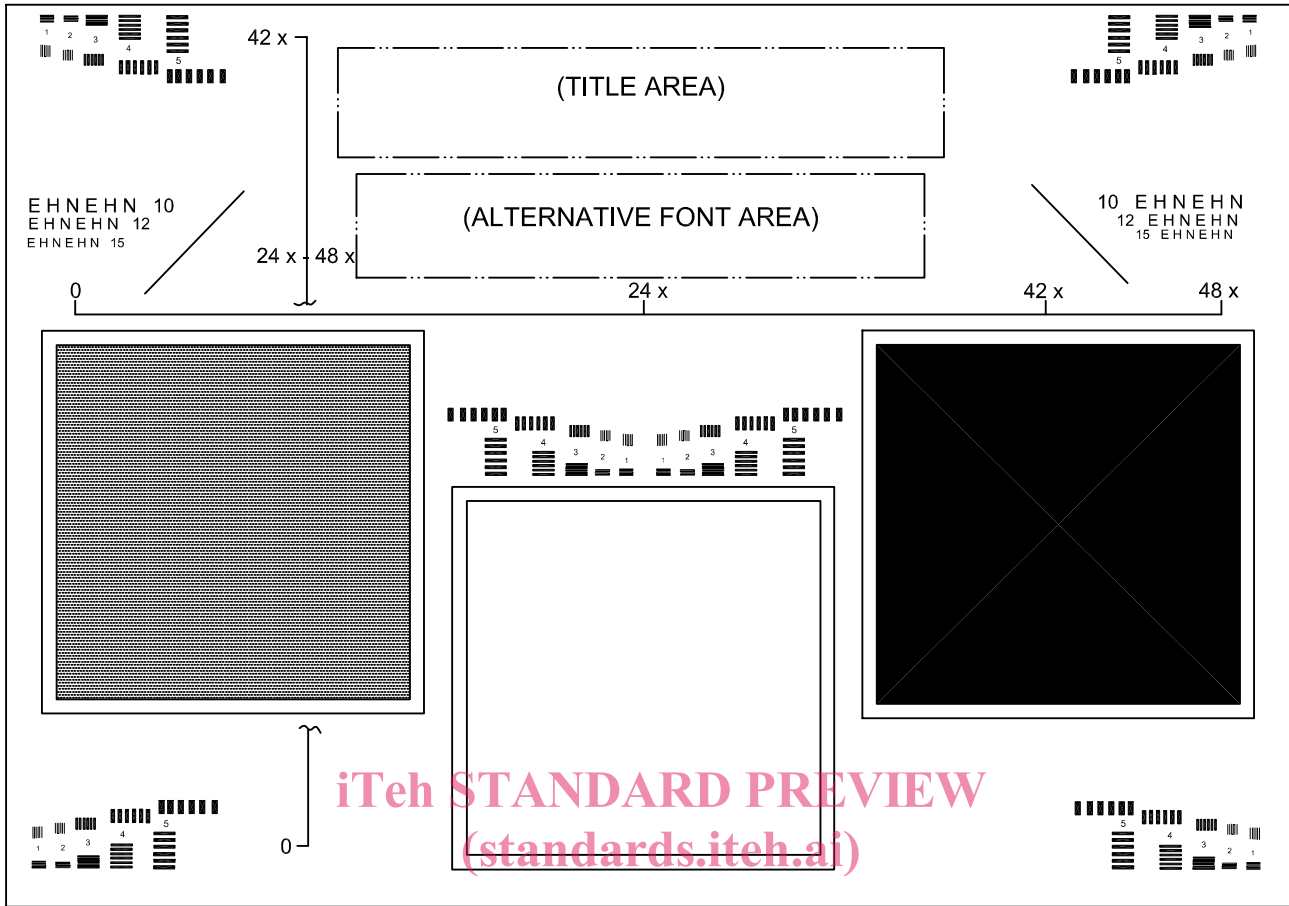 1 2 3 4 5
42 x
(TITLE AREA)
5 4 3 2 1
EHNEHN 10
EHNEHN 12
EHNEHN 15
(ALTERNATIVE FONT AREA)
10 EHNEHN
12 EHNEHN
15 EHNEHN
24 x - 48 x
0 24 x 42 x 48 x
5 4 3 2 1 1 2 3 4 5
iTeh STANDARD PREVIEW
(standards.iteh.ai)
1 2 3 4 5
0
5 4 3 2 1